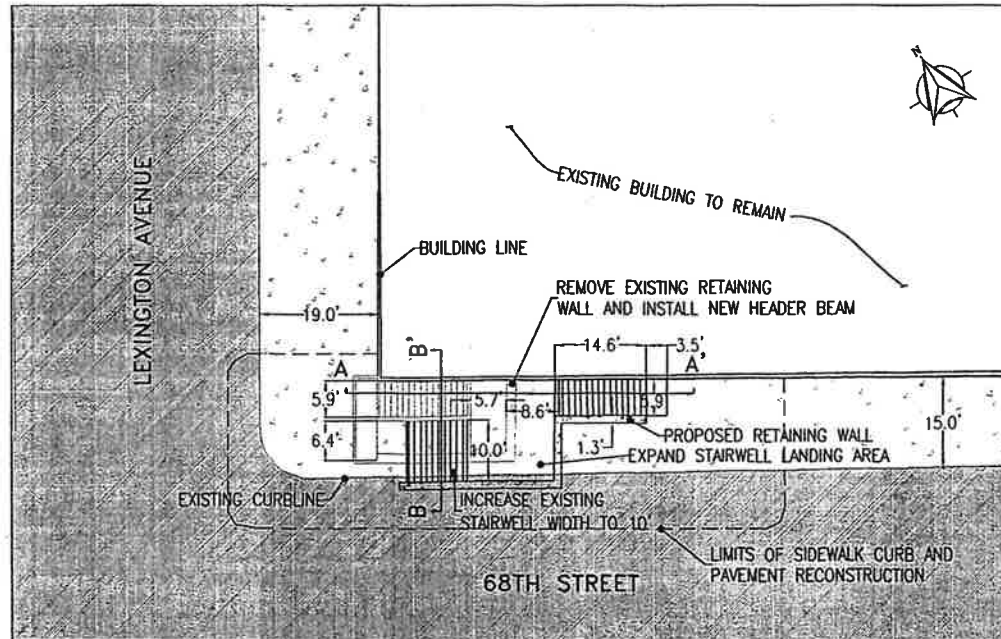 N
LEXINGTON AVENUE
EXISTING BUILDING TO REMAIN
BUILDING LINE
REMOVE EXISTING RETAINING
WALL AND INSTALL NEW HEADER BEAM
19.0'
14.6'
3.5'
A
B'
A'
5.9'
5.7'
8.6'
5.9'
6.4'
10.0'
1.3'
15.0'
PROPOSED RETAINING WALL
EXPAND STAIRWELL LANDING AREA
EXISTING CURBLINE
B
INCREASE EXISTING
STAIRWELL WIDTH TO 10'
LIMITS OF SIDEWALK CURB AND
PAVEMENT RECONSTRUCTION
68TH STREET